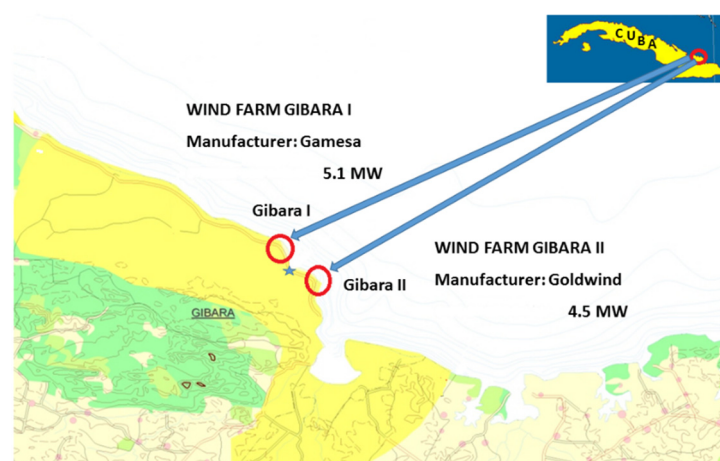 CUBA
WIND FARM GIBARA I
Manufacturer: Gamesa
5.1 MW
Gibara I
WIND FARM GIBARA II
Manufacturer: Goldwind
4.5 MW
Gibara II
GIBARA